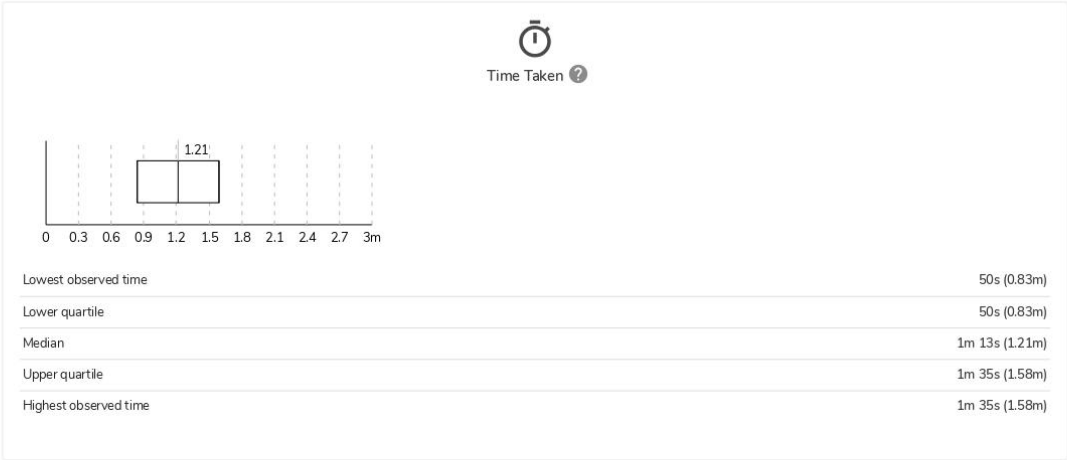 Time Taken ?
1.21
0 0.3 0.6 0.9 1.2 1.5 1.8 2.1 2.4 2.7 3m
Lowest observed time 50s (0.83m)
Lower quartile 50s (0.83m)
Median 1m 13s (1.21m)
Upper quartile 1m 35s (1.58m)
Highest observed time 1m 35s (1.58m)